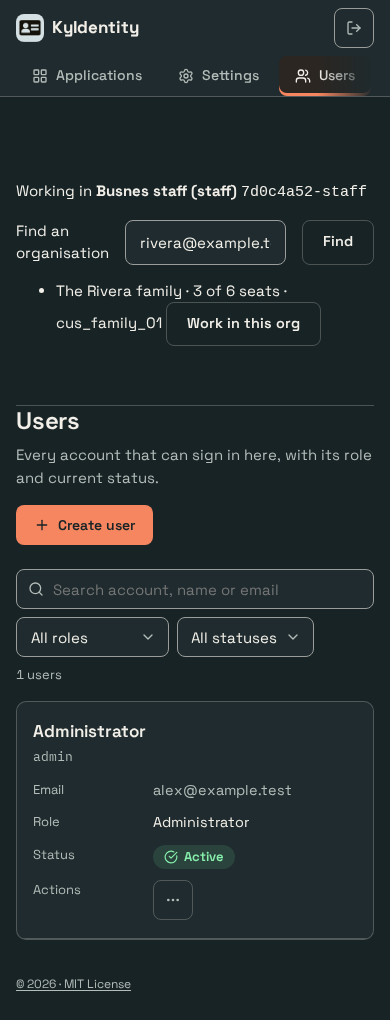 Kyldentity
Applications
Settings
Users
Working in Busnes staff (staff) 7d0c4a52-staff
Find an
organisation
rivera@example.t
Find
• The Rivera family · 3 of 6 seats ·
cus_family_01
Work in this org
Users
Every account that can sign in here, with its role
and current status.
Create user
Search account, name or email
All roles
All statuses
1 users
Administrator
admin
Email
alex@example.test
Role
Administrator
Status
Active
Actions
© 2026 · MIT License